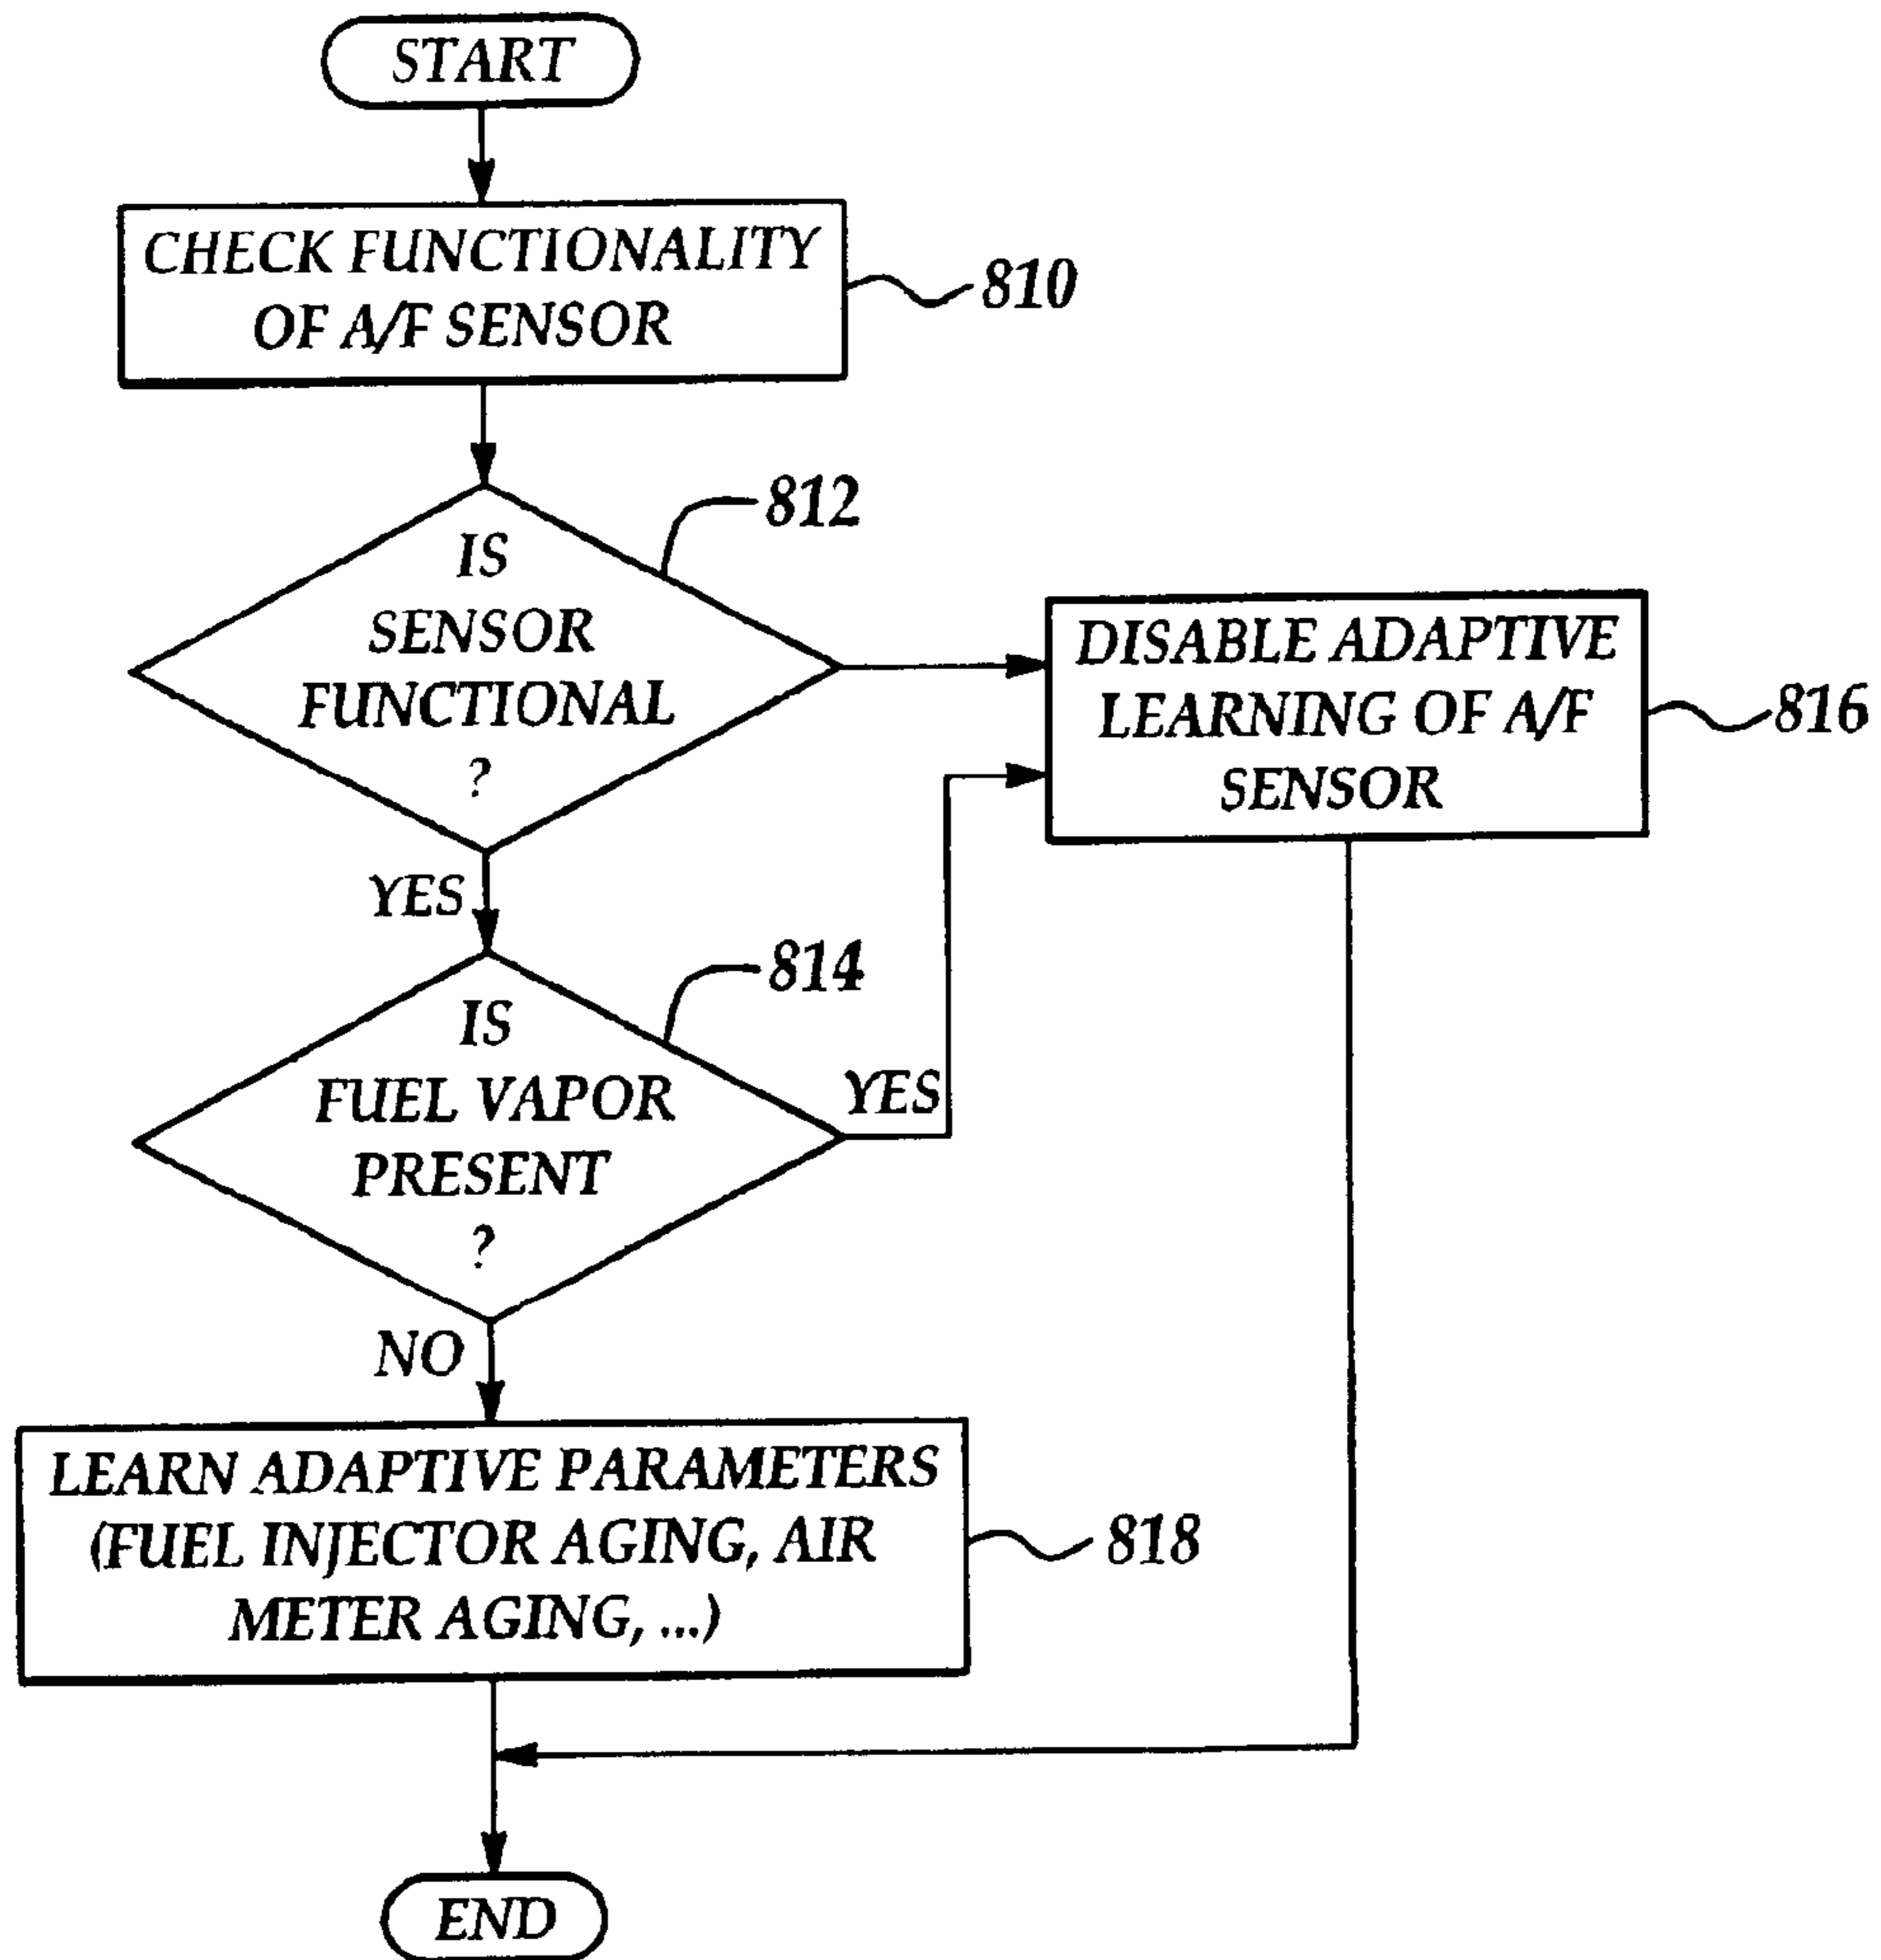 START
CHECK FUNCTIONALITY
OF A/F SENSOR
810
812
IS
SENSOR
FUNCTIONAL
?
DISABLE ADAPTIVE
LEARNING OF A/F
SENSOR
816
YES
814
IS
FUEL VAPOR
PRESENT
?
YES
NO
LEARN ADAPTIVE PARAMETERS
(FUEL INJECTOR AGING, AIR
METER AGING, ...)
818
END